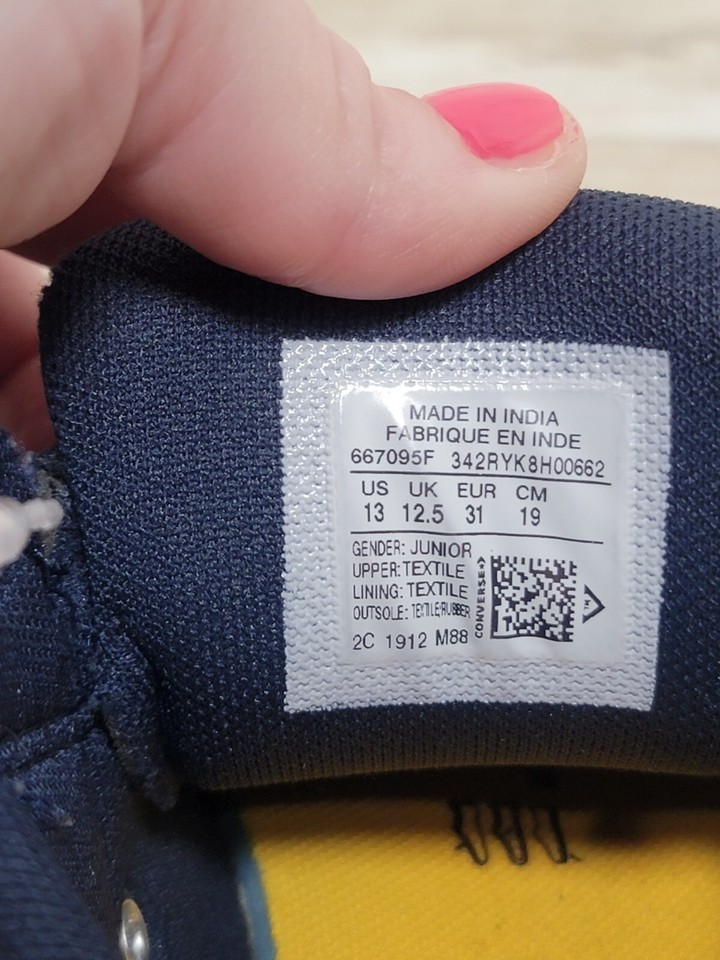 MADE IN INDIA
FABRIQUE EN INDE
667095F 342RYK8H00662
US UK EUR CM
13 12.5 31 19
GENDER: JUNIOR
UPPER: TEXTILE
LINING: TEXTILE
OUTSOLE: TEXTILE/RUBBER
2C 1912 M88
CONVERSE
TM